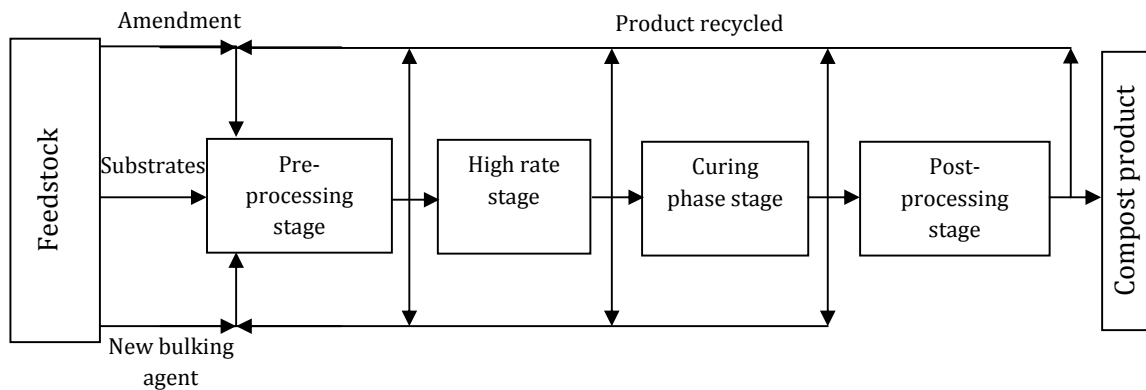 Amendment
Product recycled
Feedstock
Substrates
Pre-
processing
stage
High rate
stage
Curing
phase stage
Post-
processing
stage
Compost product
New bulking
agent